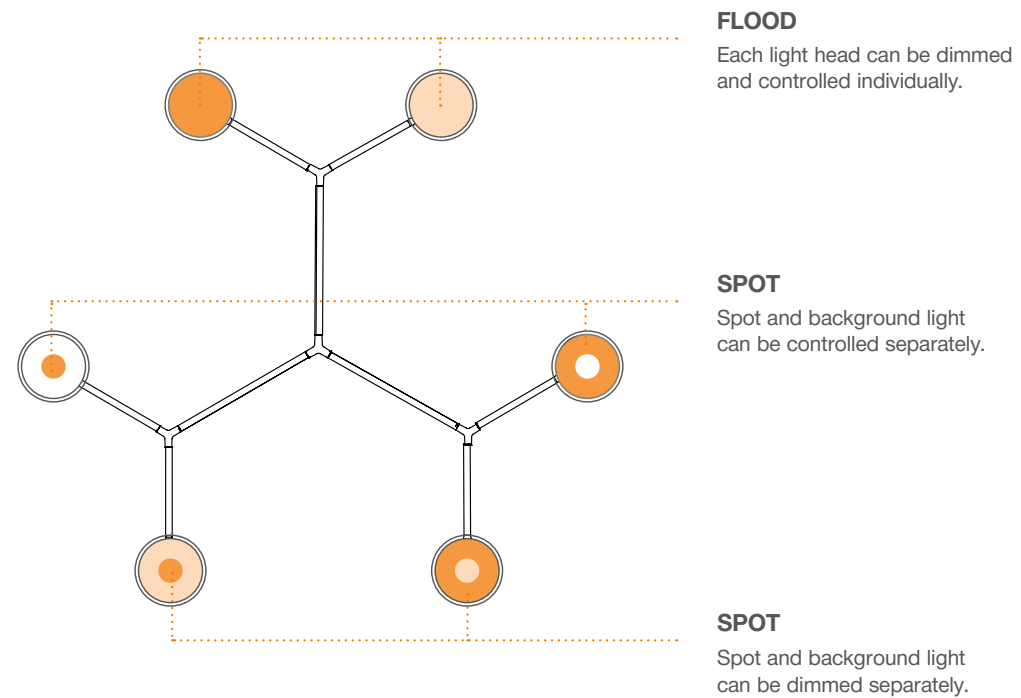 FLOOD
Each light head can be dimmed
and controlled individually.
SPOT
Spot and background light
can be controlled separately.
SPOT
Spot and background light
can be dimmed separately.